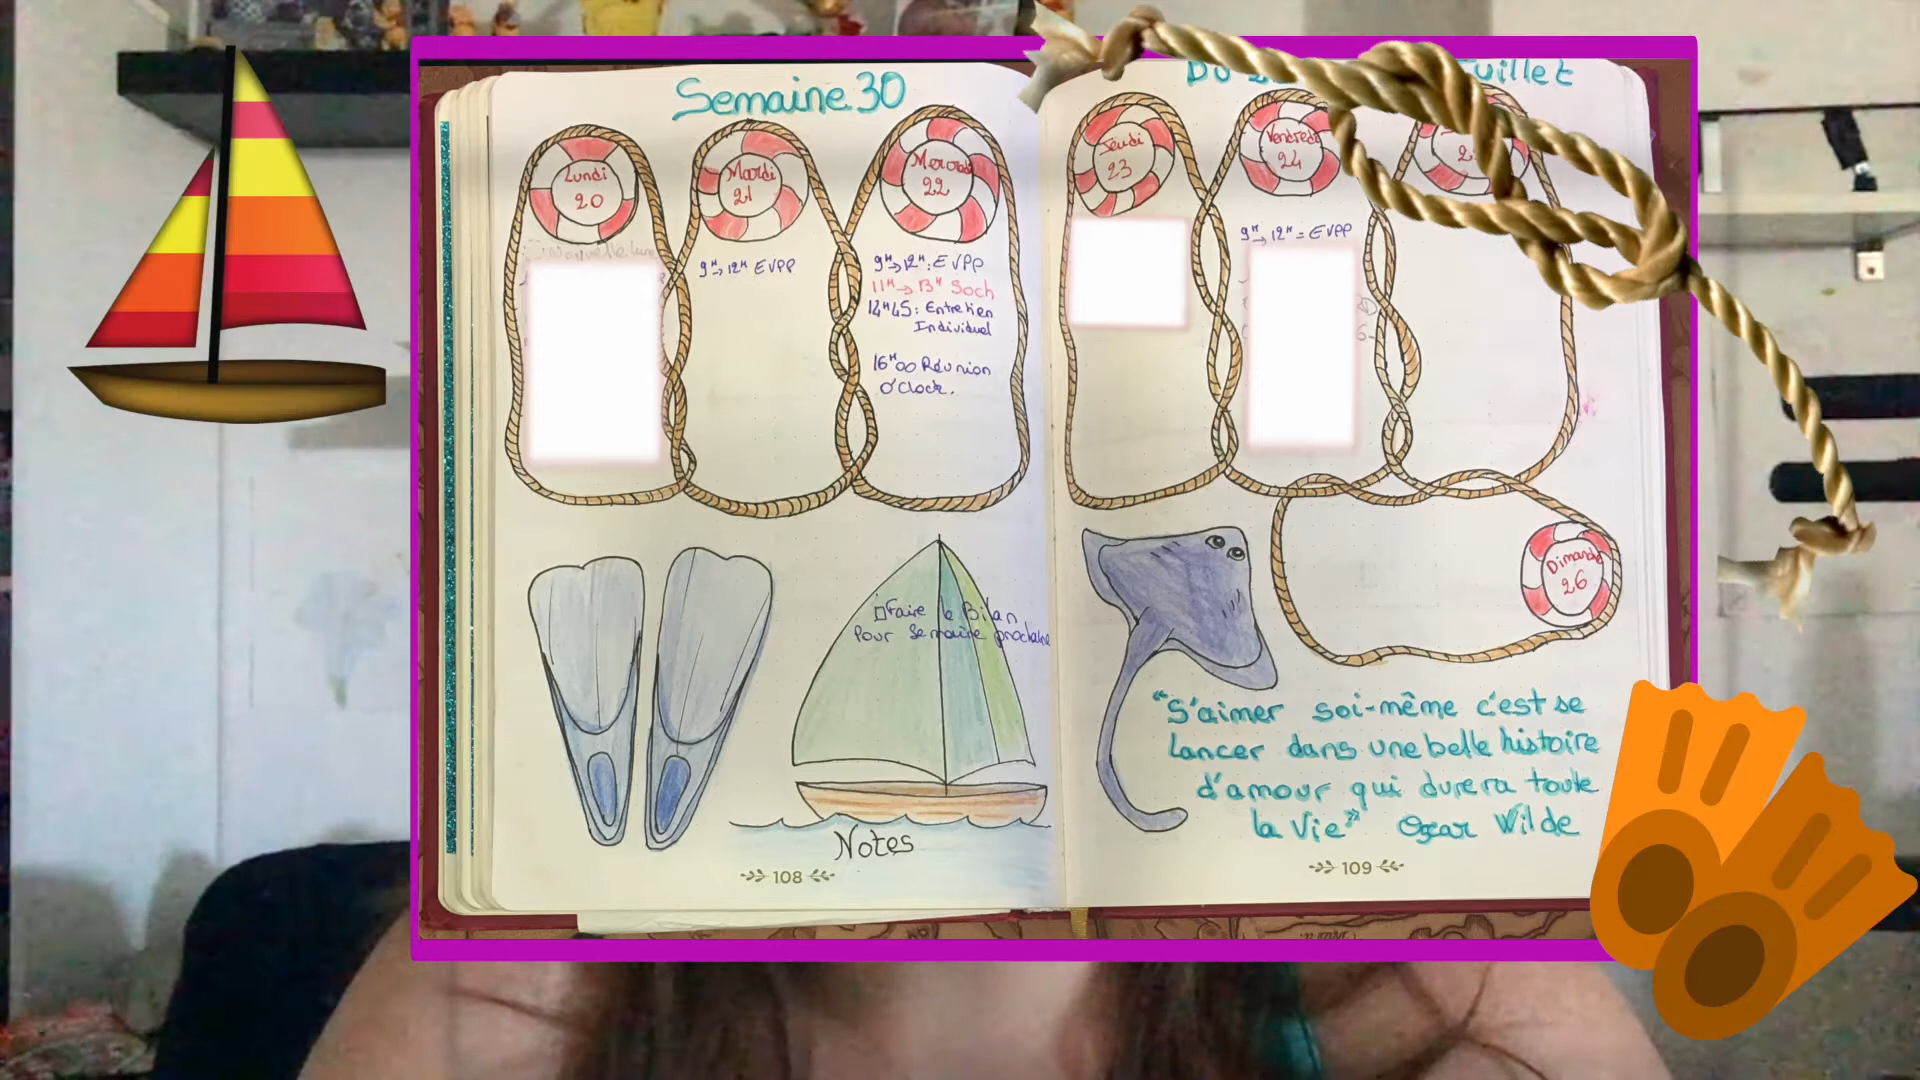 Semaine 30
Lundi
20
Mardi
21
Mercredi
22
9H→12H EVPP
9H→12H: EVPP
11H→13H Soch
14H45: Entretien
Individuel
16H00 Réunion
O'Clock.
□ Faire le Bilan
Pour Semaine prochaine
Notes
108
Juillet
Jeudi
23
Vendredi
24
9H→12H = EVPP
Dimanche
26
"S'aimer soi-même c'est se
Lancer dans une belle histoire
d'amour qui durera toute
la Vie" Oscar Wilde
109